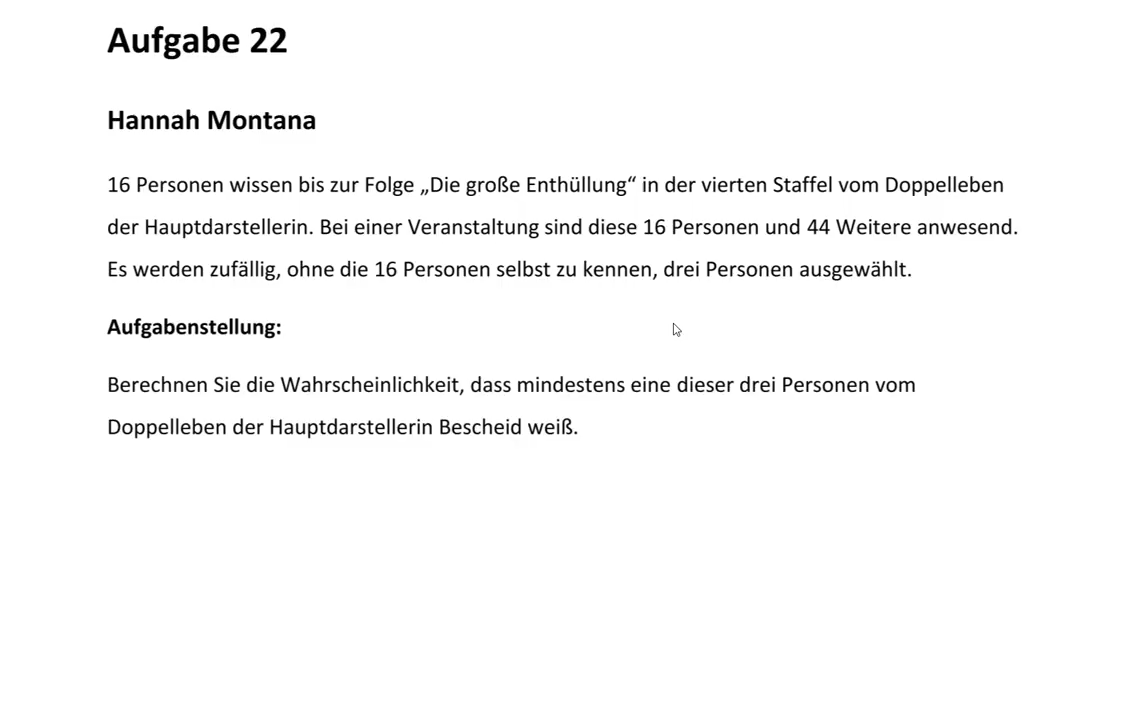 Aufgabe 22
Hannah Montana
16 Personen wissen bis zur Folge „Die große Enthüllung“ in der vierten Staffel vom Doppelleben
der Hauptdarstellerin. Bei einer Veranstaltung sind diese 16 Personen und 44 Weitere anwesend.
Es werden zufällig, ohne die 16 Personen selbst zu kennen, drei Personen ausgewählt.
Aufgabenstellung:
Berechnen Sie die Wahrscheinlichkeit, dass mindestens eine dieser drei Personen vom
Doppelleben der Hauptdarstellerin Bescheid weiß.